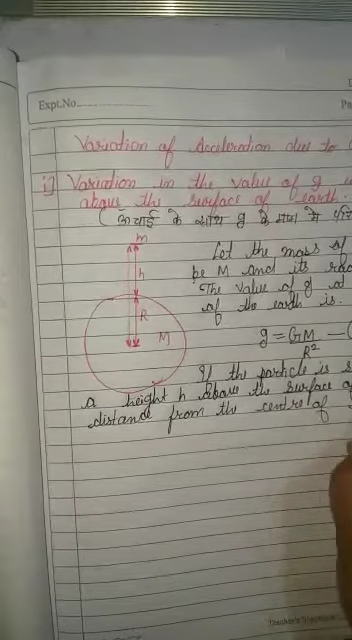 Expt.No.
Variation of Acceleration due to
i] Variation in the value of g
above the surface of earth.
( ऊचाई के साथ g के मान मे
m
h
R
M
Let the mass of
be M and its
The value of g at
of the earth is.
g = GM/R²
If the particle is
a height h above the surface
distance from the centre of